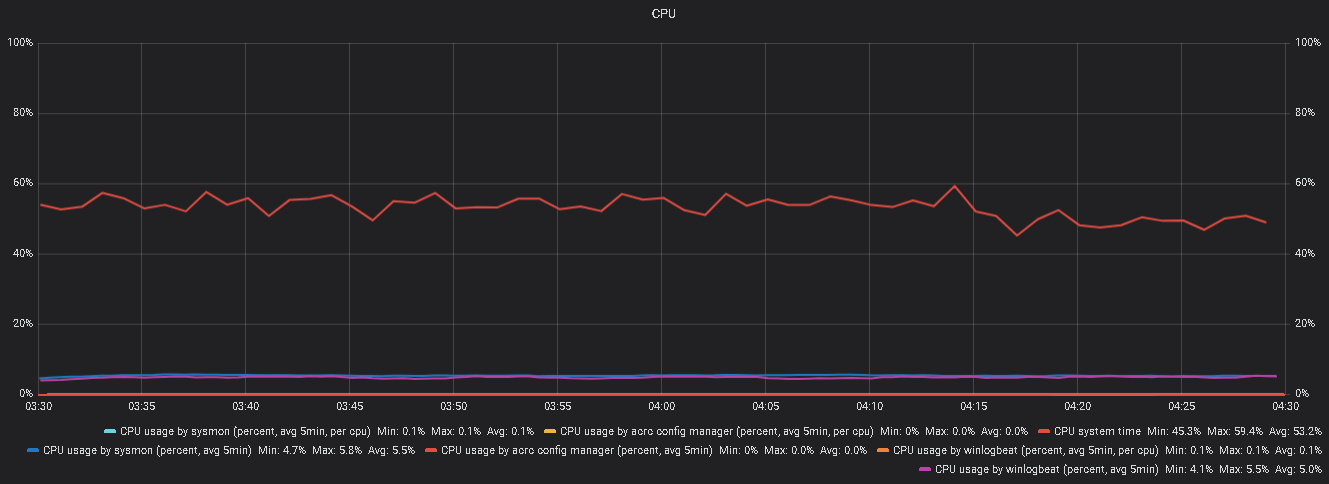 CPU
100% 100%
80% 80%
60% 60%
40% 40%
20% 20%
0% 0%
03:30 03:35 03:40 03:45 03:50 03:55 04:00 04:05 04:10 04:15 04:20 04:25 04:30
CPU usage by sysmon (percent, avg 5min, per cpu) Min: 0.1% Max: 0.1% Avg: 0.1% CPU usage by acrc config manager (percent, avg 5min, per cpu) Min: 0% Max: 0.0% Avg: 0.0% CPU system time Min: 45.3% Max: 59.4% Avg: 53.2%
CPU usage by sysmon (percent, avg 5min) Min: 4.7% Max: 5.8% Avg: 5.5% CPU usage by acrc config manager (percent, avg 5min) Min: 0% Max: 0.0% Avg: 0.0% CPU usage by winlogbeat (percent, avg 5min, per cpu) Min: 0.1% Max: 0.1% Avg: 0.1%
CPU usage by winlogbeat (percent, avg 5min) Min: 4.1% Max: 5.5% Avg: 5.0%